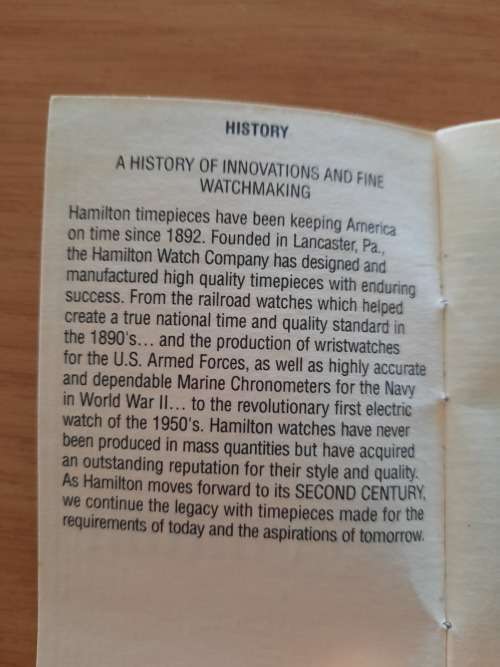 HISTORY
A HISTORY OF INNOVATIONS AND FINE
WATCHMAKING
Hamilton timepieces have been keeping America
on time since 1892. Founded in Lancaster, Pa.,
the Hamilton Watch Company has designed and
manufactured high quality timepieces with enduring
success. From the railroad watches which helped
create a true national time and quality standard in
the 1890's... and the production of wristwatches
for the U.S. Armed Forces, as well as highly accurate
and dependable Marine Chronometers for the Navy
in World War II... to the revolutionary first electric
watch of the 1950's. Hamilton watches have never
been produced in mass quantities but have acquired
an outstanding reputation for their style and quality.
As Hamilton moves forward to its SECOND CENTURY,
we continue the legacy with timepieces made for the
requirements of today and the aspirations of tomorrow.